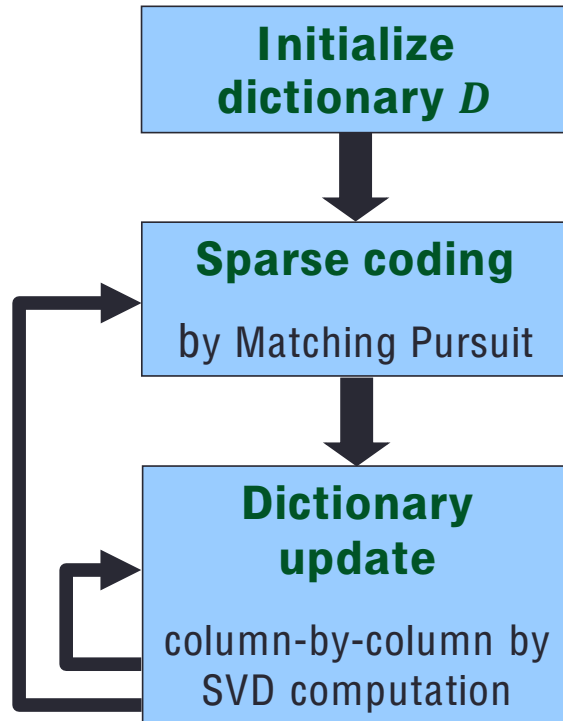 Initialize
dictionary D
Sparse coding
by Matching Pursuit
Dictionary
update
column-by-column by
SVD computation